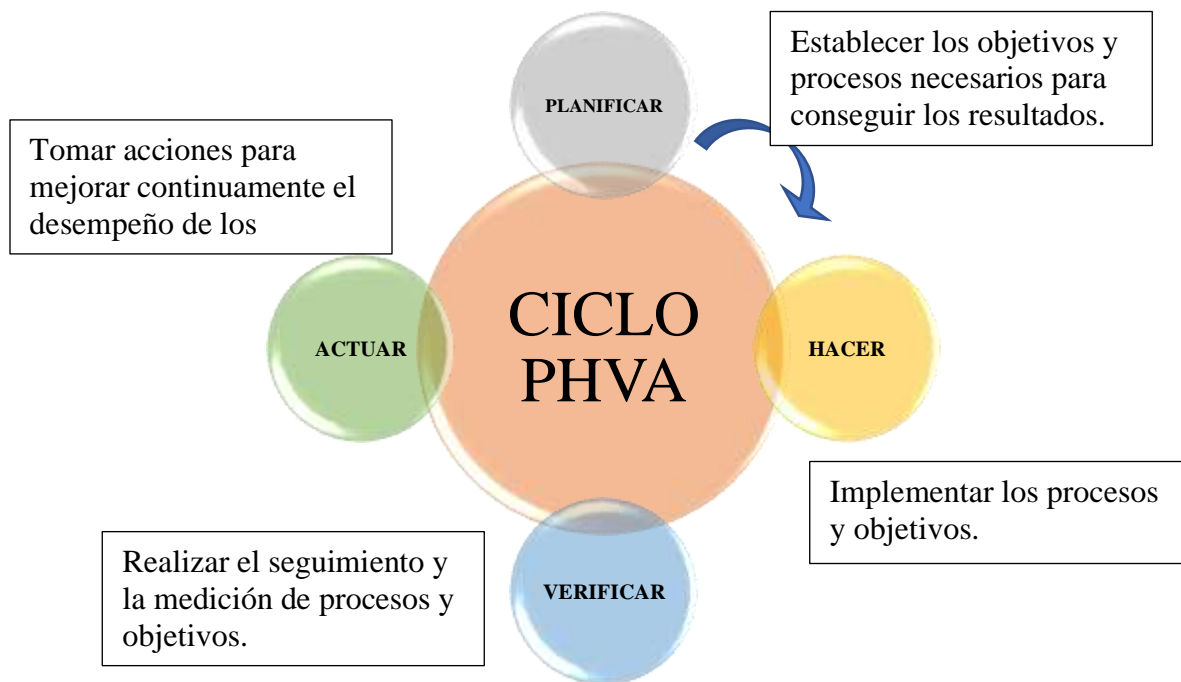 PLANIFICAR
Establecer los objetivos y
procesos necesarios para
conseguir los resultados.
Tomar acciones para
mejorar continuamente el
desempeño de los
CICLO
PHVA
ACTUAR
HACER
Implementar los procesos
y objetivos.
Realizar el seguimiento y
la medición de procesos y
objetivos.
VERIFICAR